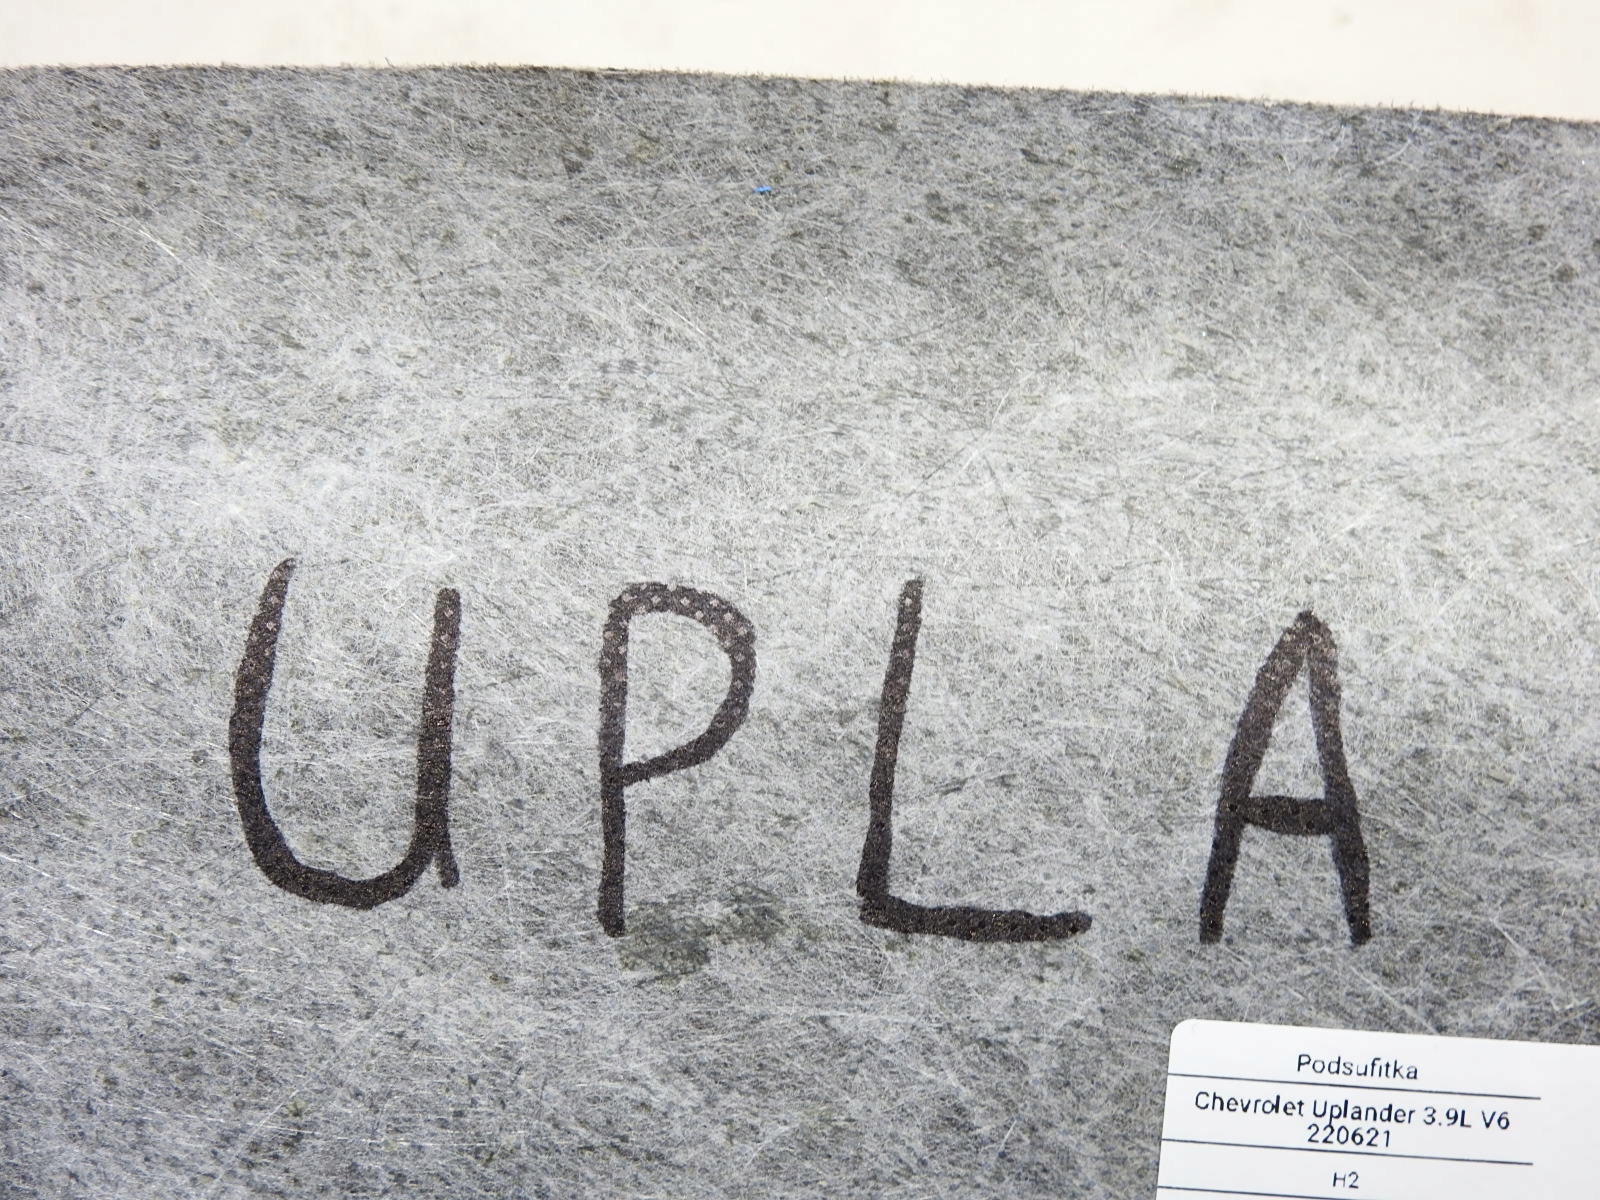 UPLA
Podsufitka
Chevrolet Uplander 3.9L V6
220621
H2